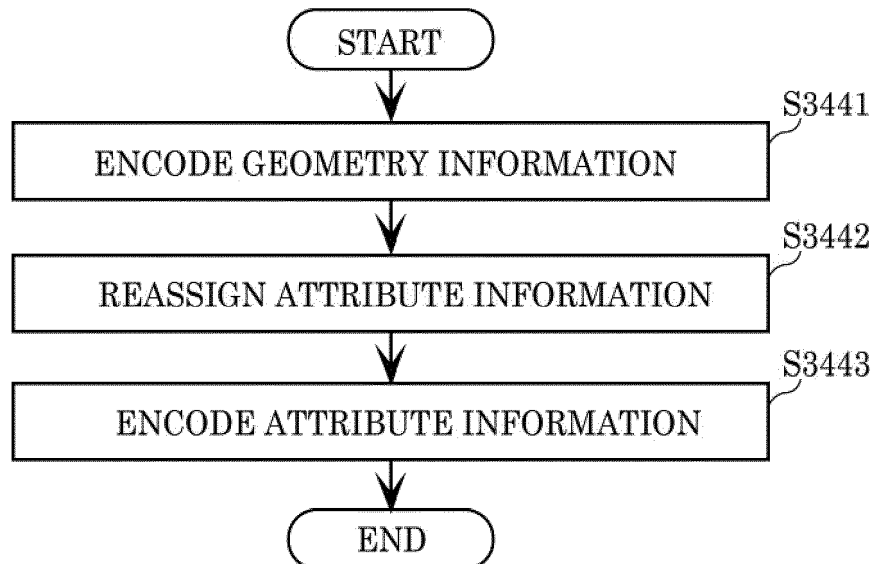 START
S3441
ENCODE GEOMETRY INFORMATION
S3442
REASSIGN ATTRIBUTE INFORMATION
S3443
ENCODE ATTRIBUTE INFORMATION
END